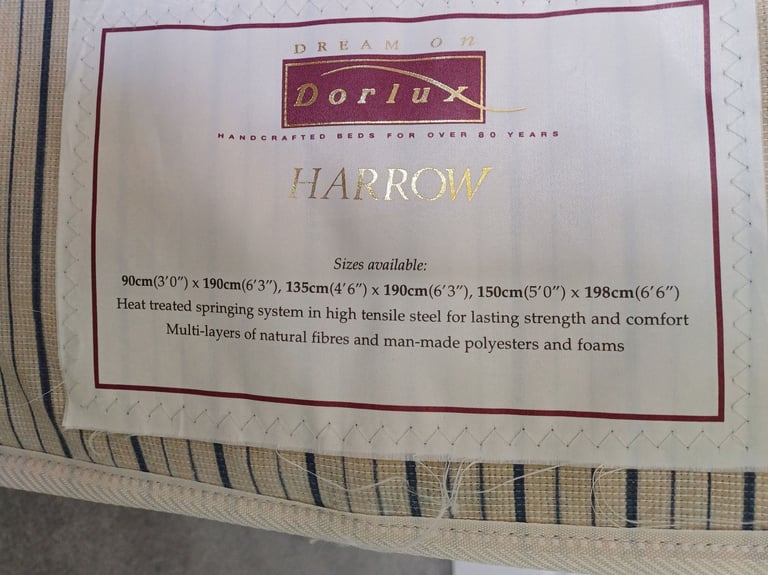 DREAM on
Dorlux
HANDCRAFTED BEDS FOR OVER 80 YEARS
HARROW
Sizes available:
90cm(3'0") x 190cm(6'3"), 135cm(4'6") x 190cm(6'3"), 150cm(5'0") x 198cm(6'6")
Heat treated springing system in high tensile steel for lasting strength and comfort
Multi-layers of natural fibres and man-made polyesters and foams